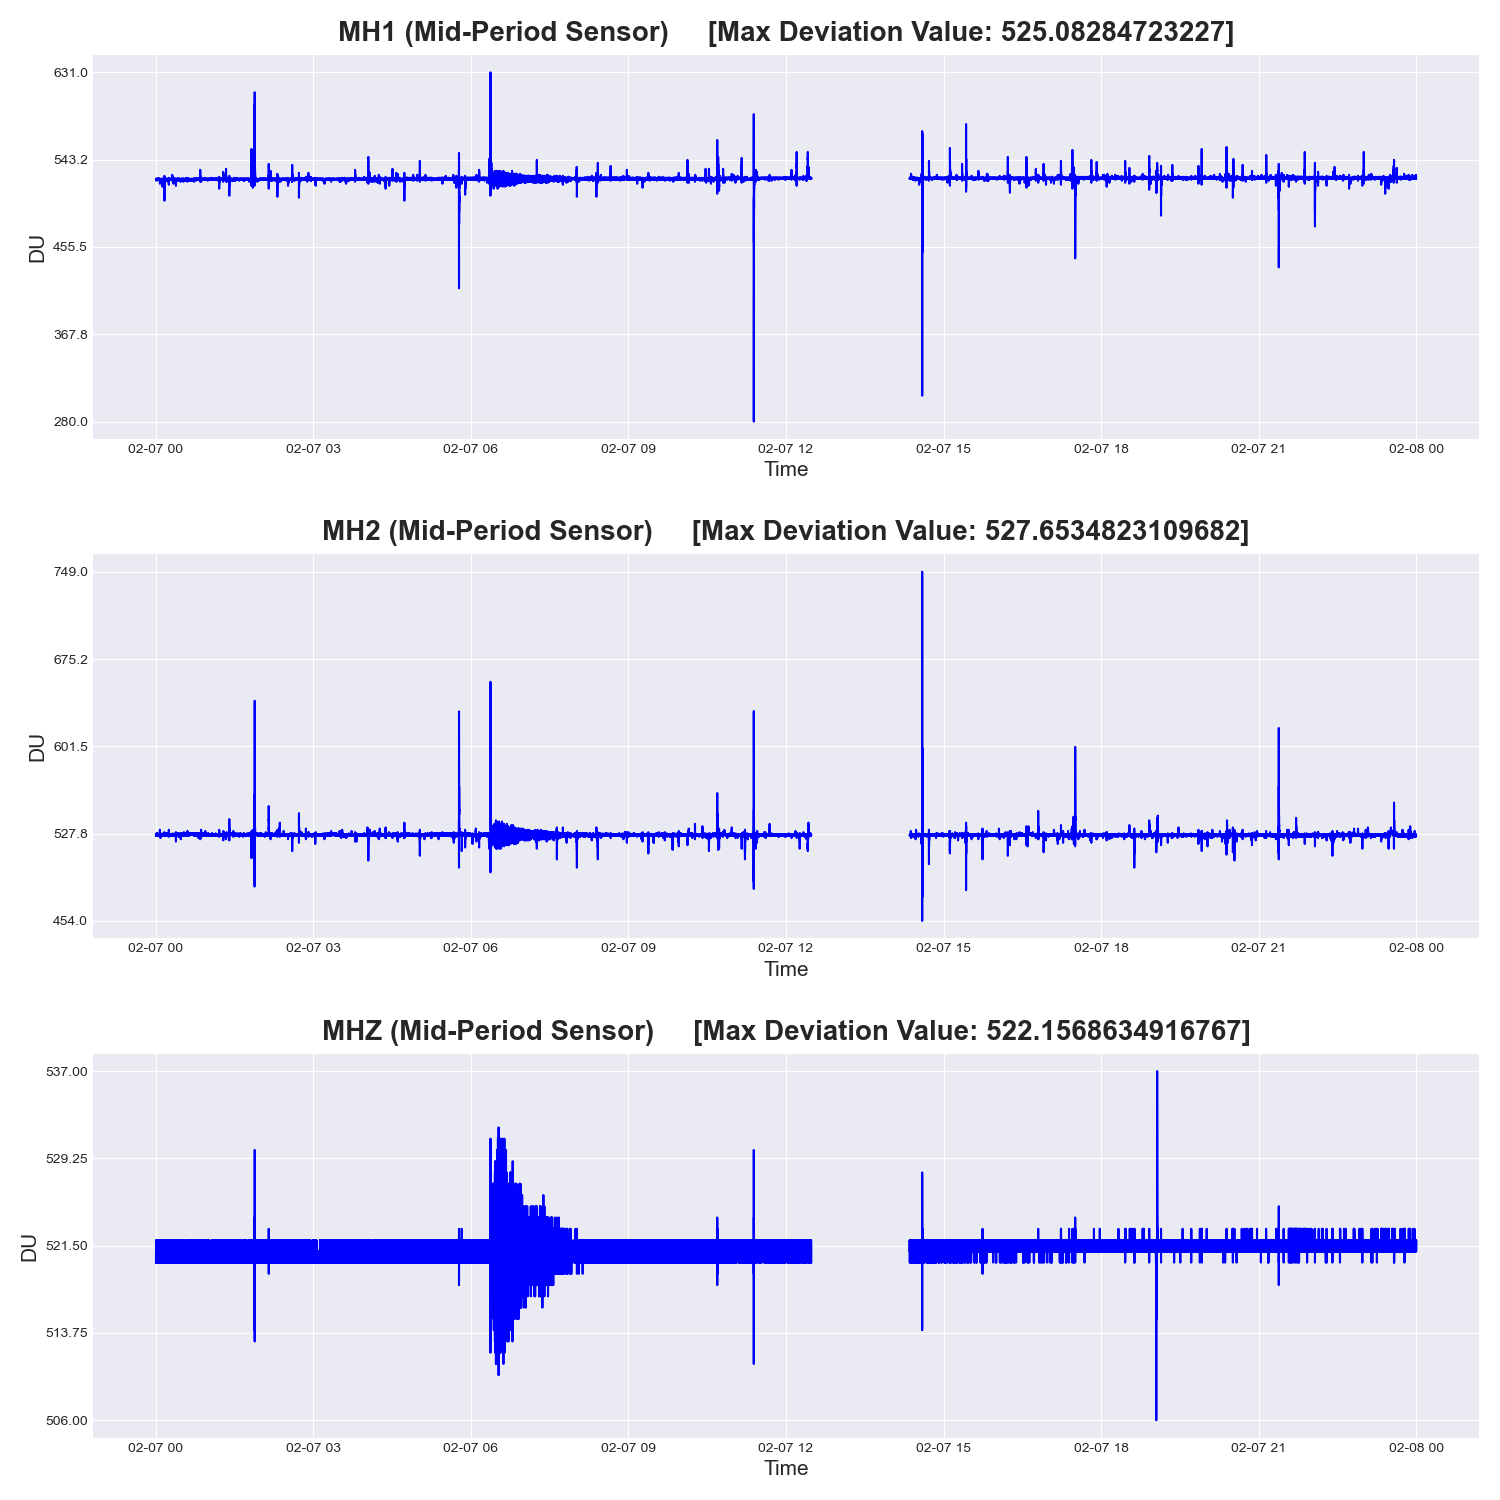 MH1 (Mid-Period Sensor) [Max Deviation Value: 525.08284723227]
631.0
543.2
455.5
367.8
280.0
DU
02-07 00 02-07 03 02-07 06 02-07 09 02-07 12 02-07 15 02-07 18 02-07 21 02-08 00
Time
MH2 (Mid-Period Sensor) [Max Deviation Value: 527.6534823109682]
749.0
675.2
601.5
527.8
454.0
DU
02-07 00 02-07 03 02-07 06 02-07 09 02-07 12 02-07 15 02-07 18 02-07 21 02-08 00
Time
MHZ (Mid-Period Sensor) [Max Deviation Value: 522.1568634916767]
537.00
529.25
521.50
513.75
506.00
DU
02-07 00 02-07 03 02-07 06 02-07 09 02-07 12 02-07 15 02-07 18 02-07 21 02-08 00
Time